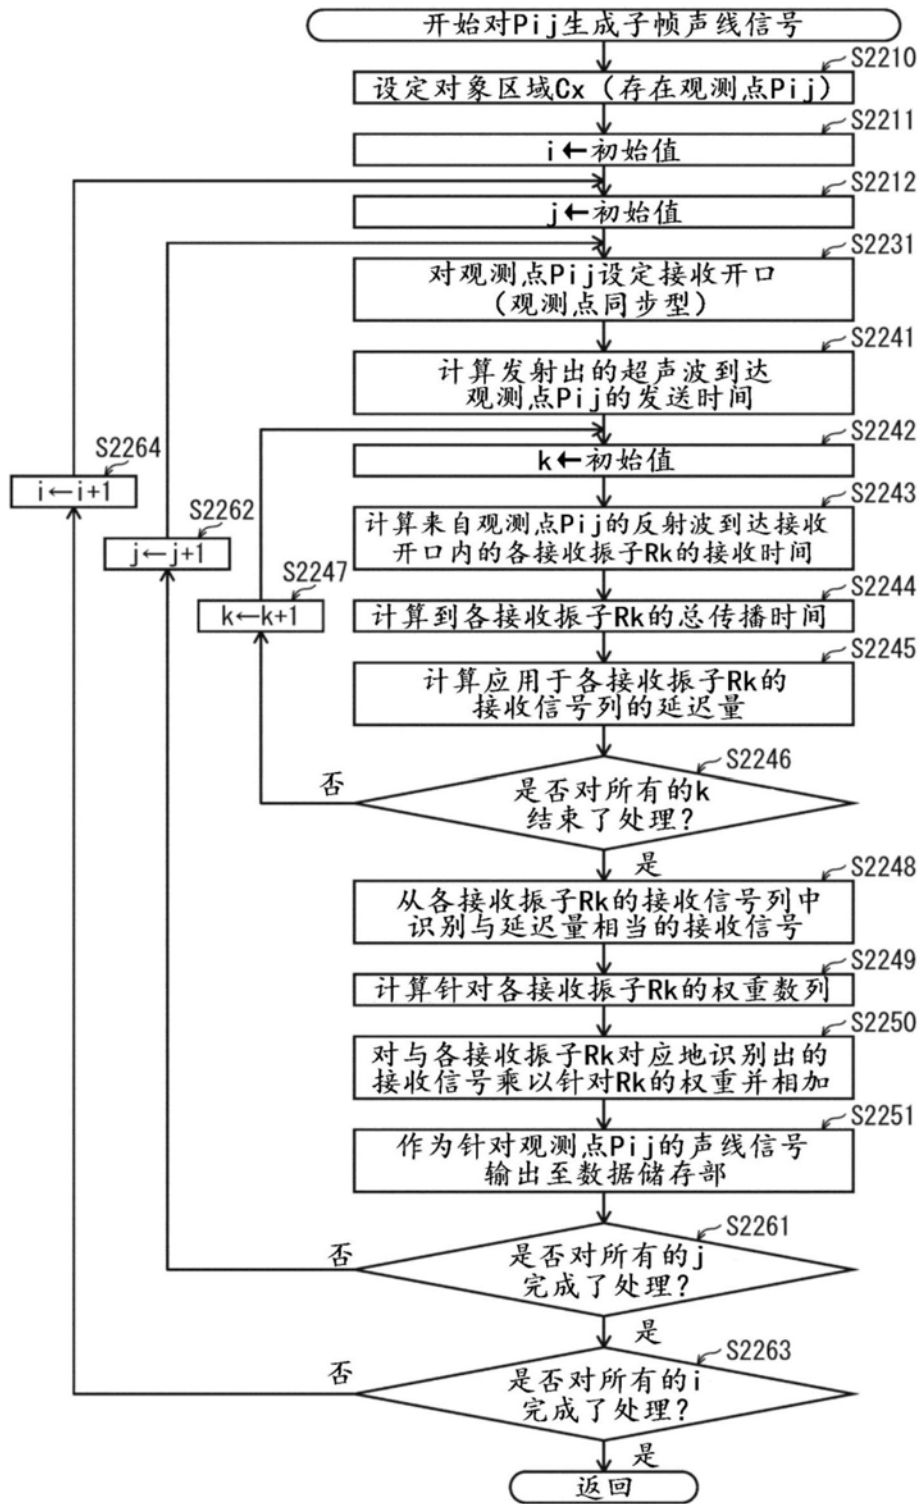 开始对Pij生成子帧声线信号
S2210
设定对象区域Cx（存在观测点Pij）
S2211
i←初始值
S2212
j←初始值
S2231
对观测点Pij设定接收开口
（观测点同步型）
S2241
计算发射出的超声波到达
观测点Pij的发送时间
S2242
k←初始值
S2264
i←i+1
S2243
计算来自观测点Pij的反射波到达接收
开口内的各接收振子Rk的接收时间
S2262
j←j+1
S2247
k←k+1
S2244
计算到各接收振子Rk的总传播时间
S2245
计算应用于各接收振子Rk的
接收信号列的延迟量
S2246
否
是否对所有的k
结束了处理？
是
S2248
从各接收振子Rk的接收信号列中
识别与延迟量相当的接收信号
S2249
计算针对各接收振子Rk的权重数列
S2250
对与各接收振子Rk对应地识别出的
接收信号乘以针对Rk的权重并相加
S2251
作为针对观测点Pij的声线信号
输出至数据储存部
S2261
否
是否对所有的j
完成了处理？
是
S2263
否
是否对所有的i
完成了处理？
是
返回